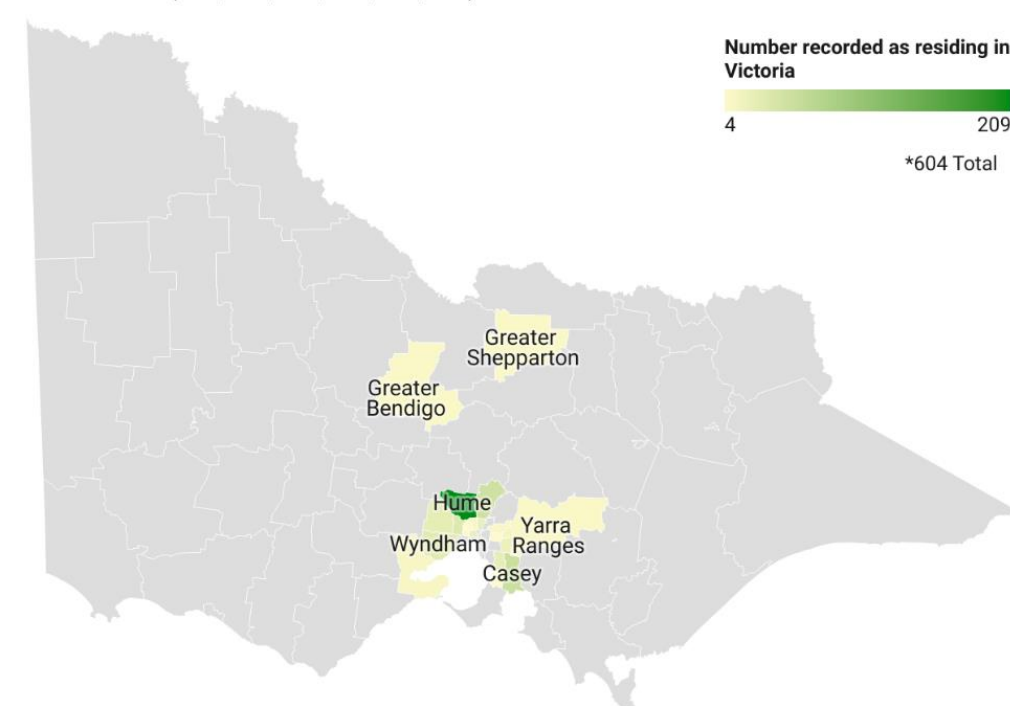 Number recorded as residing in
Victoria
4 209
*604 Total
Greater
Shepparton
Greater
Bendigo
Hume
Yarra
Ranges
Wyndham
Casey